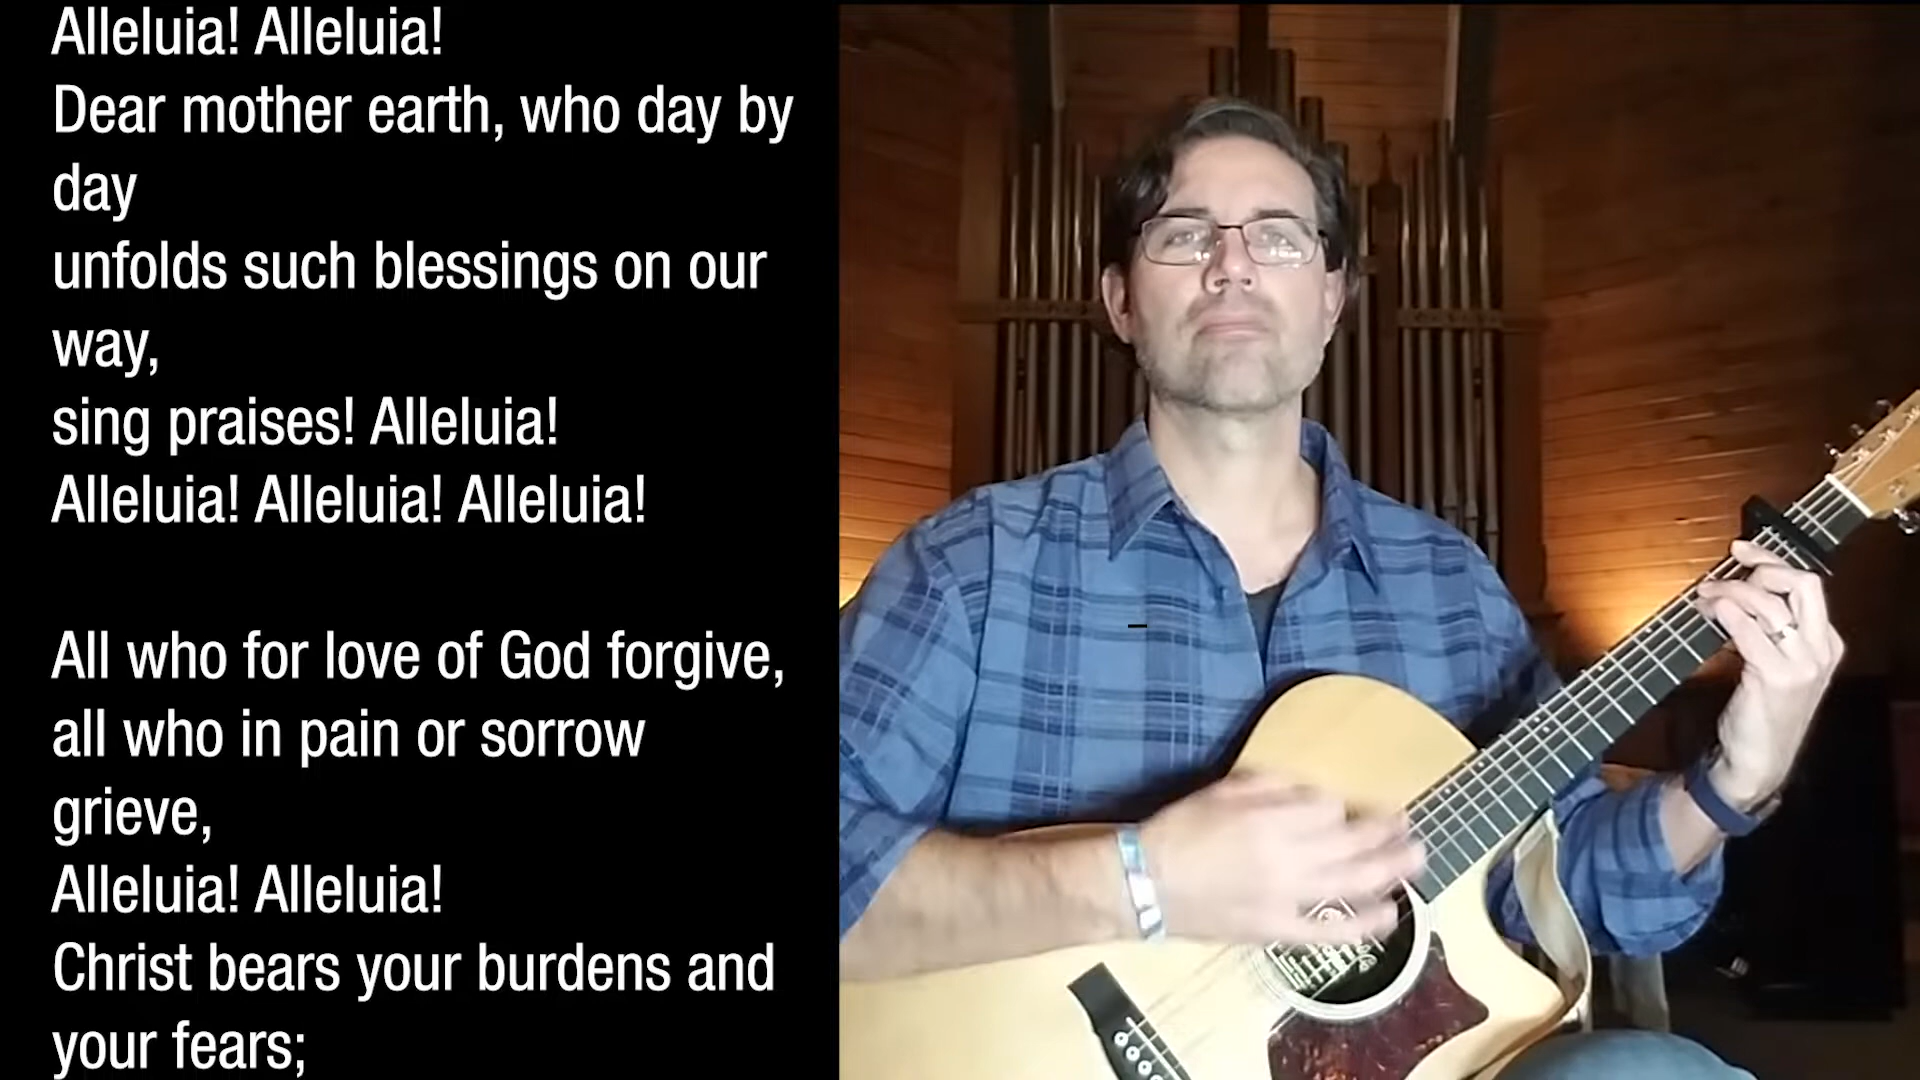 Alleluia! Alleluia!
Dear mother earth, who day by
day
unfolds such blessings on our
way,
sing praises! Alleluia!
Alleluia! Alleluia! Alleluia!
All who for love of God forgive,
all who in pain or sorrow
grieve,
Alleluia! Alleluia!
Christ bears your burdens and
your fears;